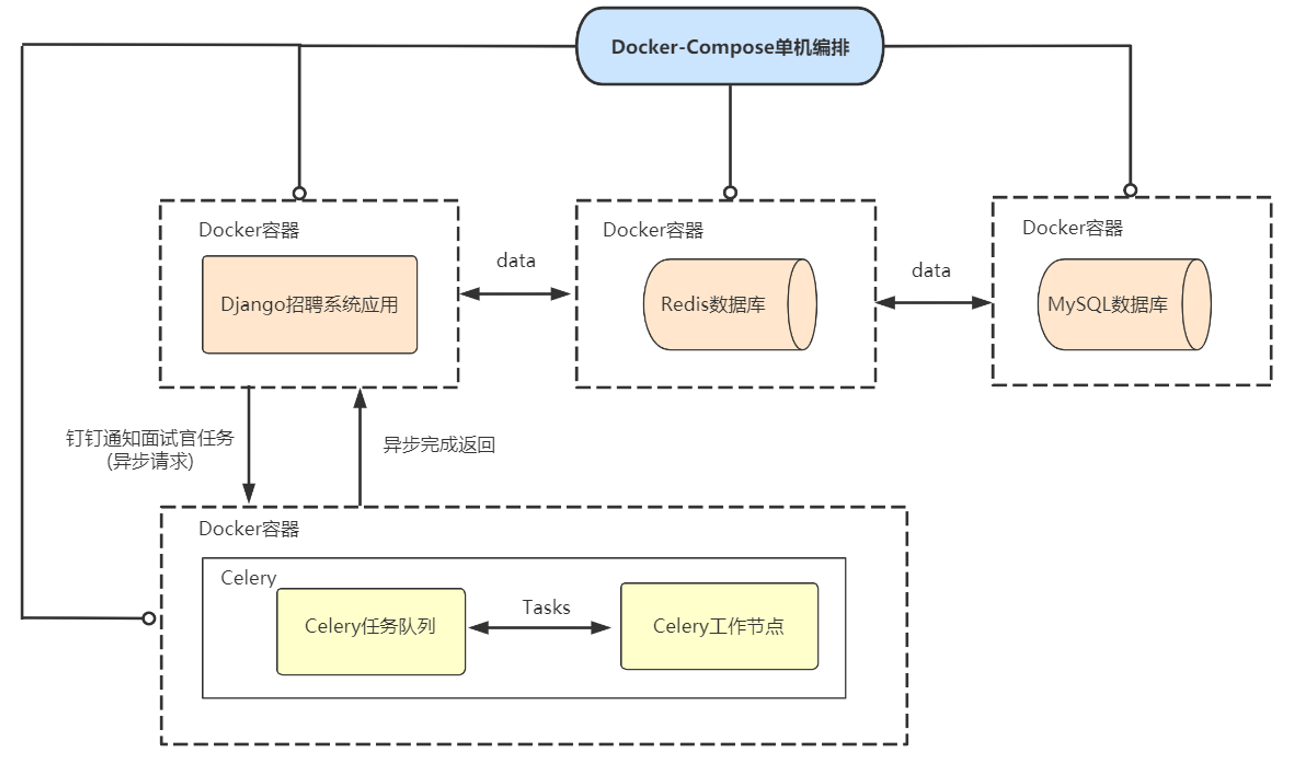 Docker-Compose单机编排
Docker容器
Django招聘系统应用
data
Docker容器
Redis数据库
data
Docker容器
MySQL数据库
钉钉通知面试官任务
(异步请求)
异步完成返回
Docker容器
Celery
Celery任务队列
Tasks
Celery工作节点